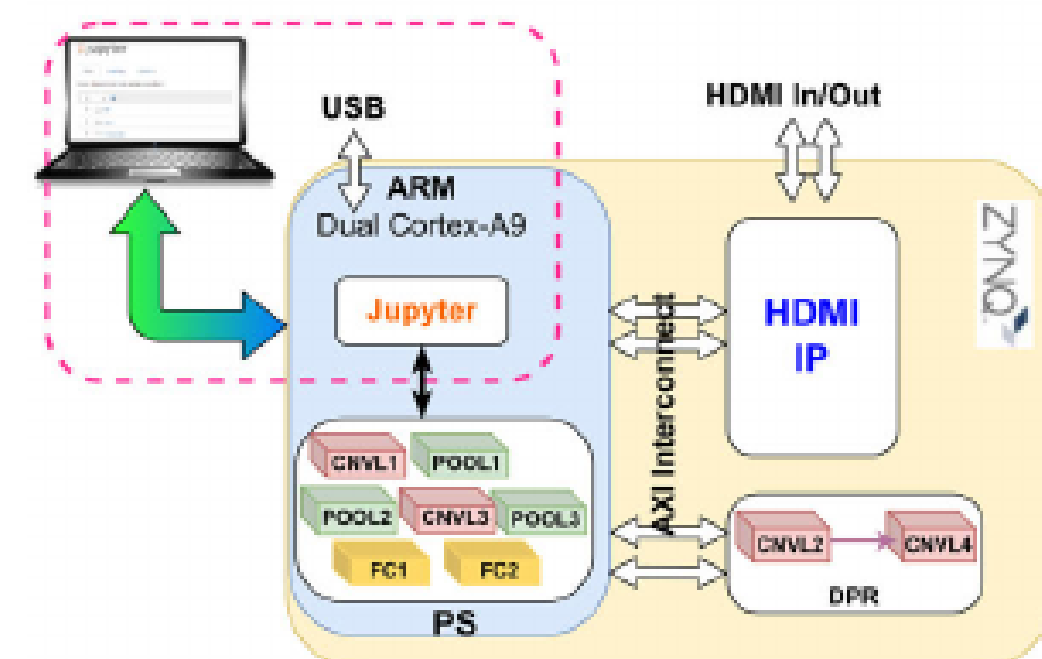 jupyter
USB
HDMI In/Out
ARM
Dual Cortex-A9
ZYNQ
Jupyter
HDMI
IP
AXI Interconnect
CNVL1
POOL1
POOL2
CNVL3
POOL3
FC1
FC2
CNVL2
CNVL4
DPR
PS